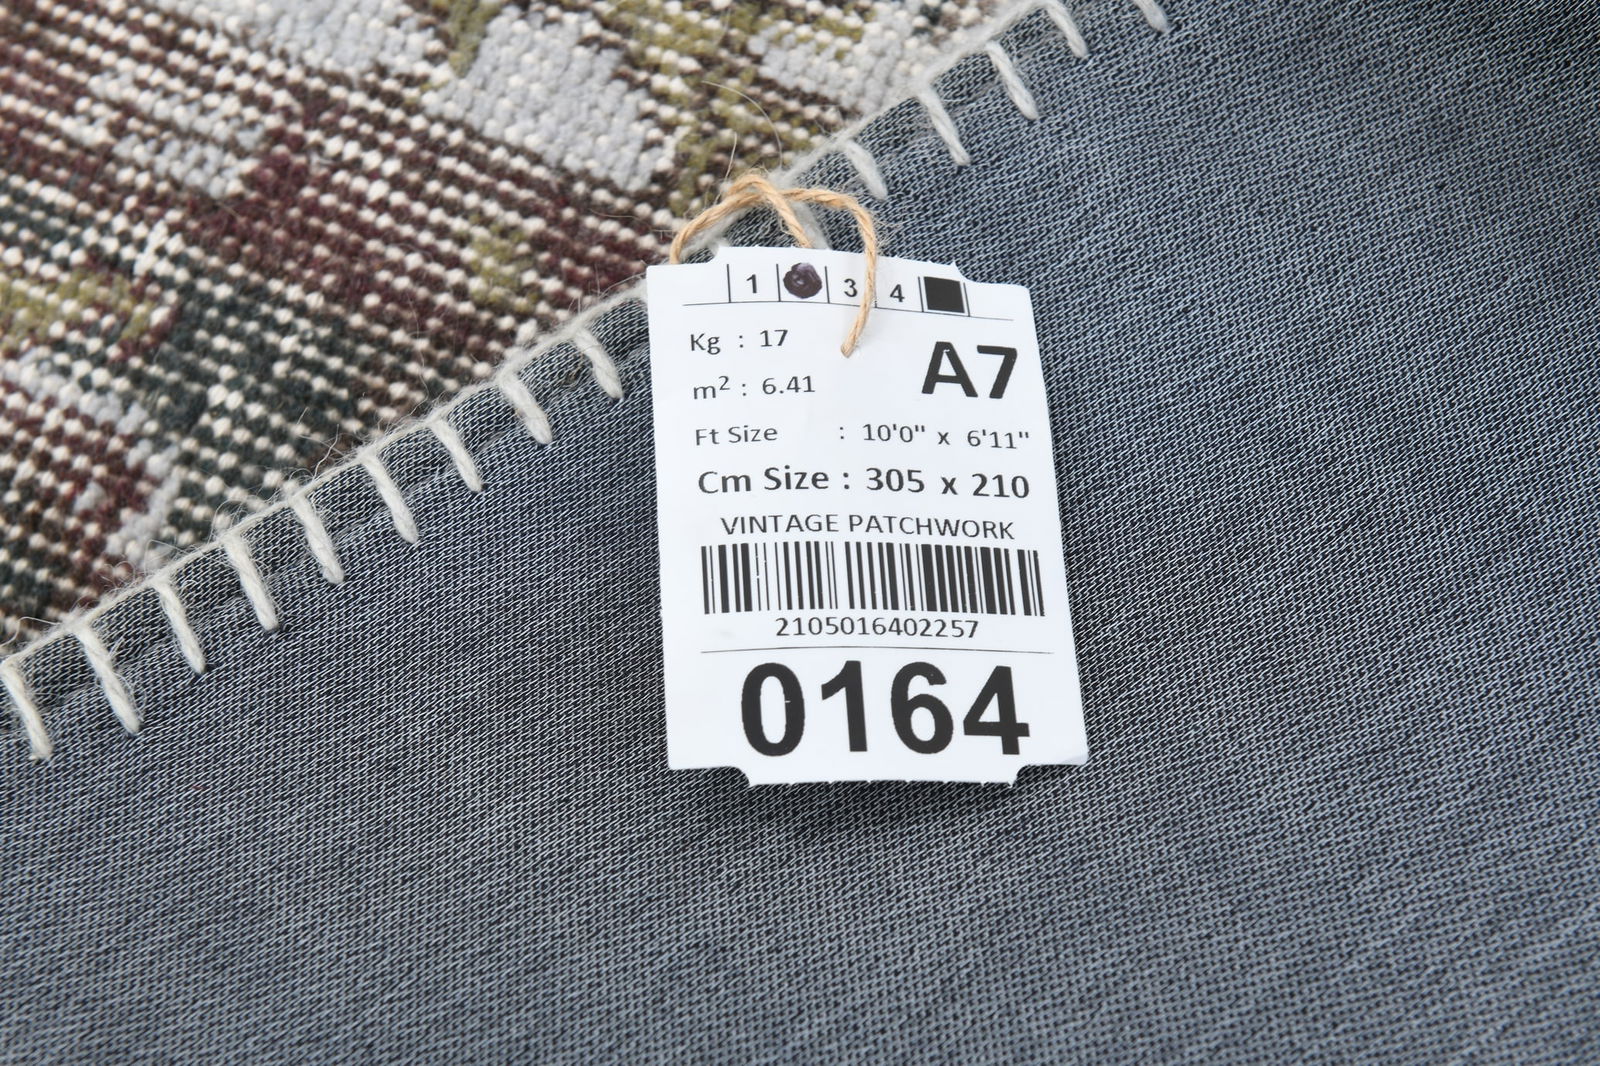 1 3 4
Kg : 17
A7
m² : 6.41
Ft Size : 10'0" x 6'11"
Cm Size : 305 x 210
VINTAGE PATCHWORK
2105016402257
0164